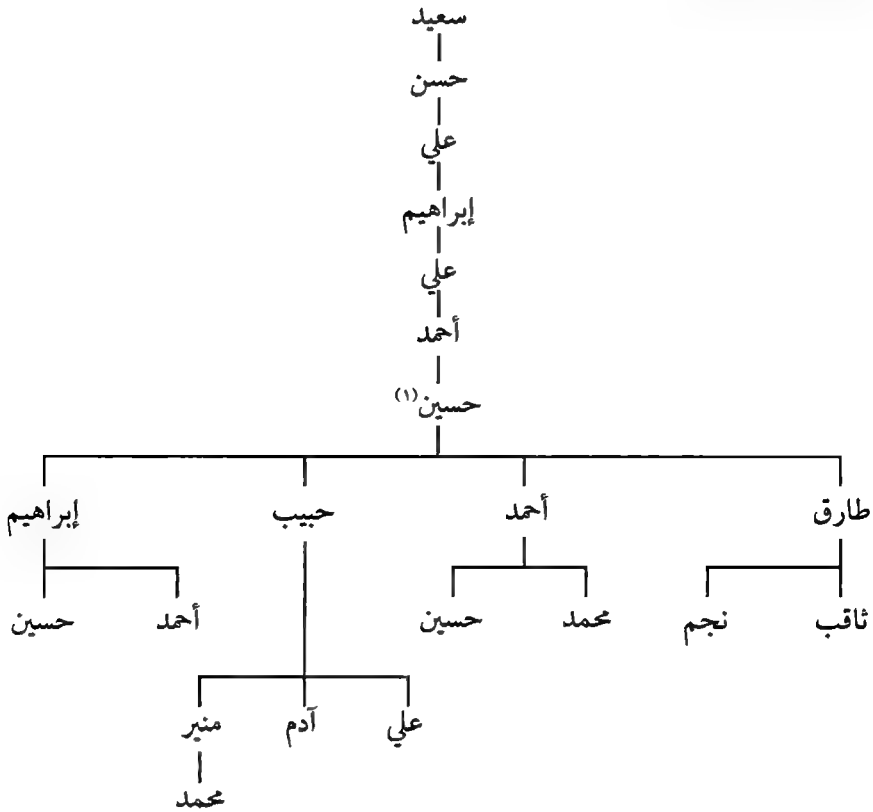 سعيد
حسن
علي
إبراهيم
علي
أحمد
حسين (١)
طارق أحمد حبيب إبراهيم
ثاقب نجم محمد حسين أحمد حسين
علي آدم منير
محمد